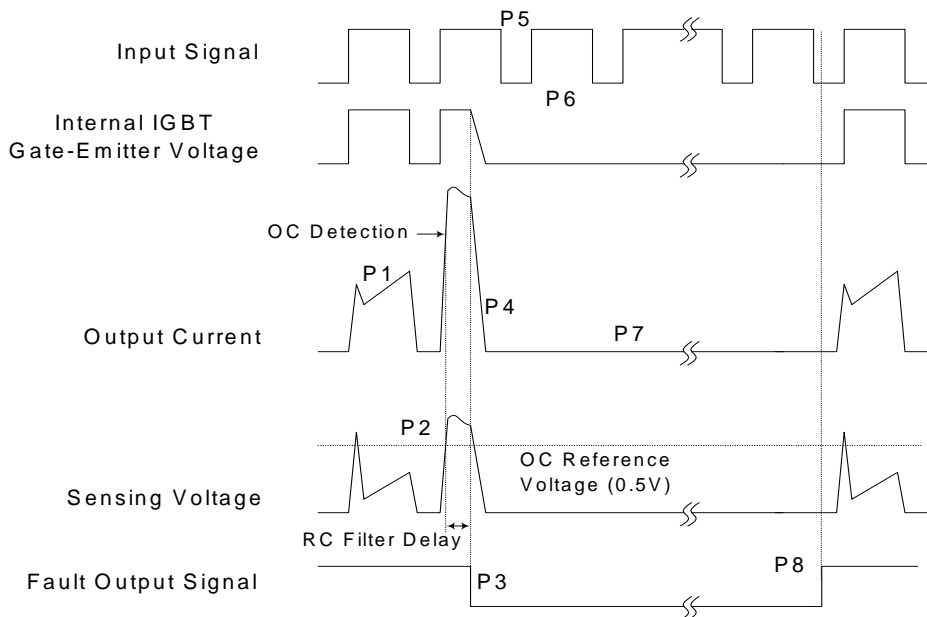 P5
Input Signal
P6
Internal IGBT
Gate-Emitter Voltage
OC Detection
P1
P4
Output Current
P7
P2
OC Reference
Voltage (0.5V)
Sensing Voltage
RC Filter Delay
Fault Output Signal
P3
P8